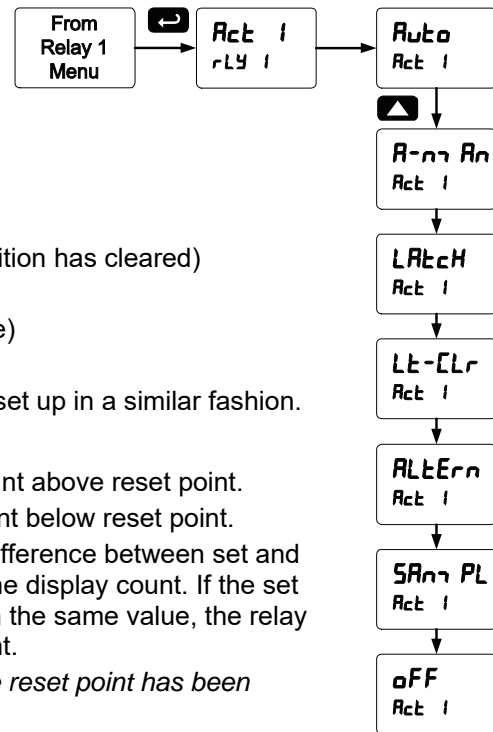 From
Relay 1
Menu
Act 1
rLY 1
Auto
Act 1
A-m An
Act 1
LAtcH
Act 1
Lt-CLr
Act 1
ALtErn
Act 1
SAm PL
Act 1
oFF
Act 1
ition has cleared)
e)
set up in a similar fashion.
nt above reset point.
nt below reset point.
ifference between set and
ne display count. If the set
n the same value, the relay
nt.
e reset point has been